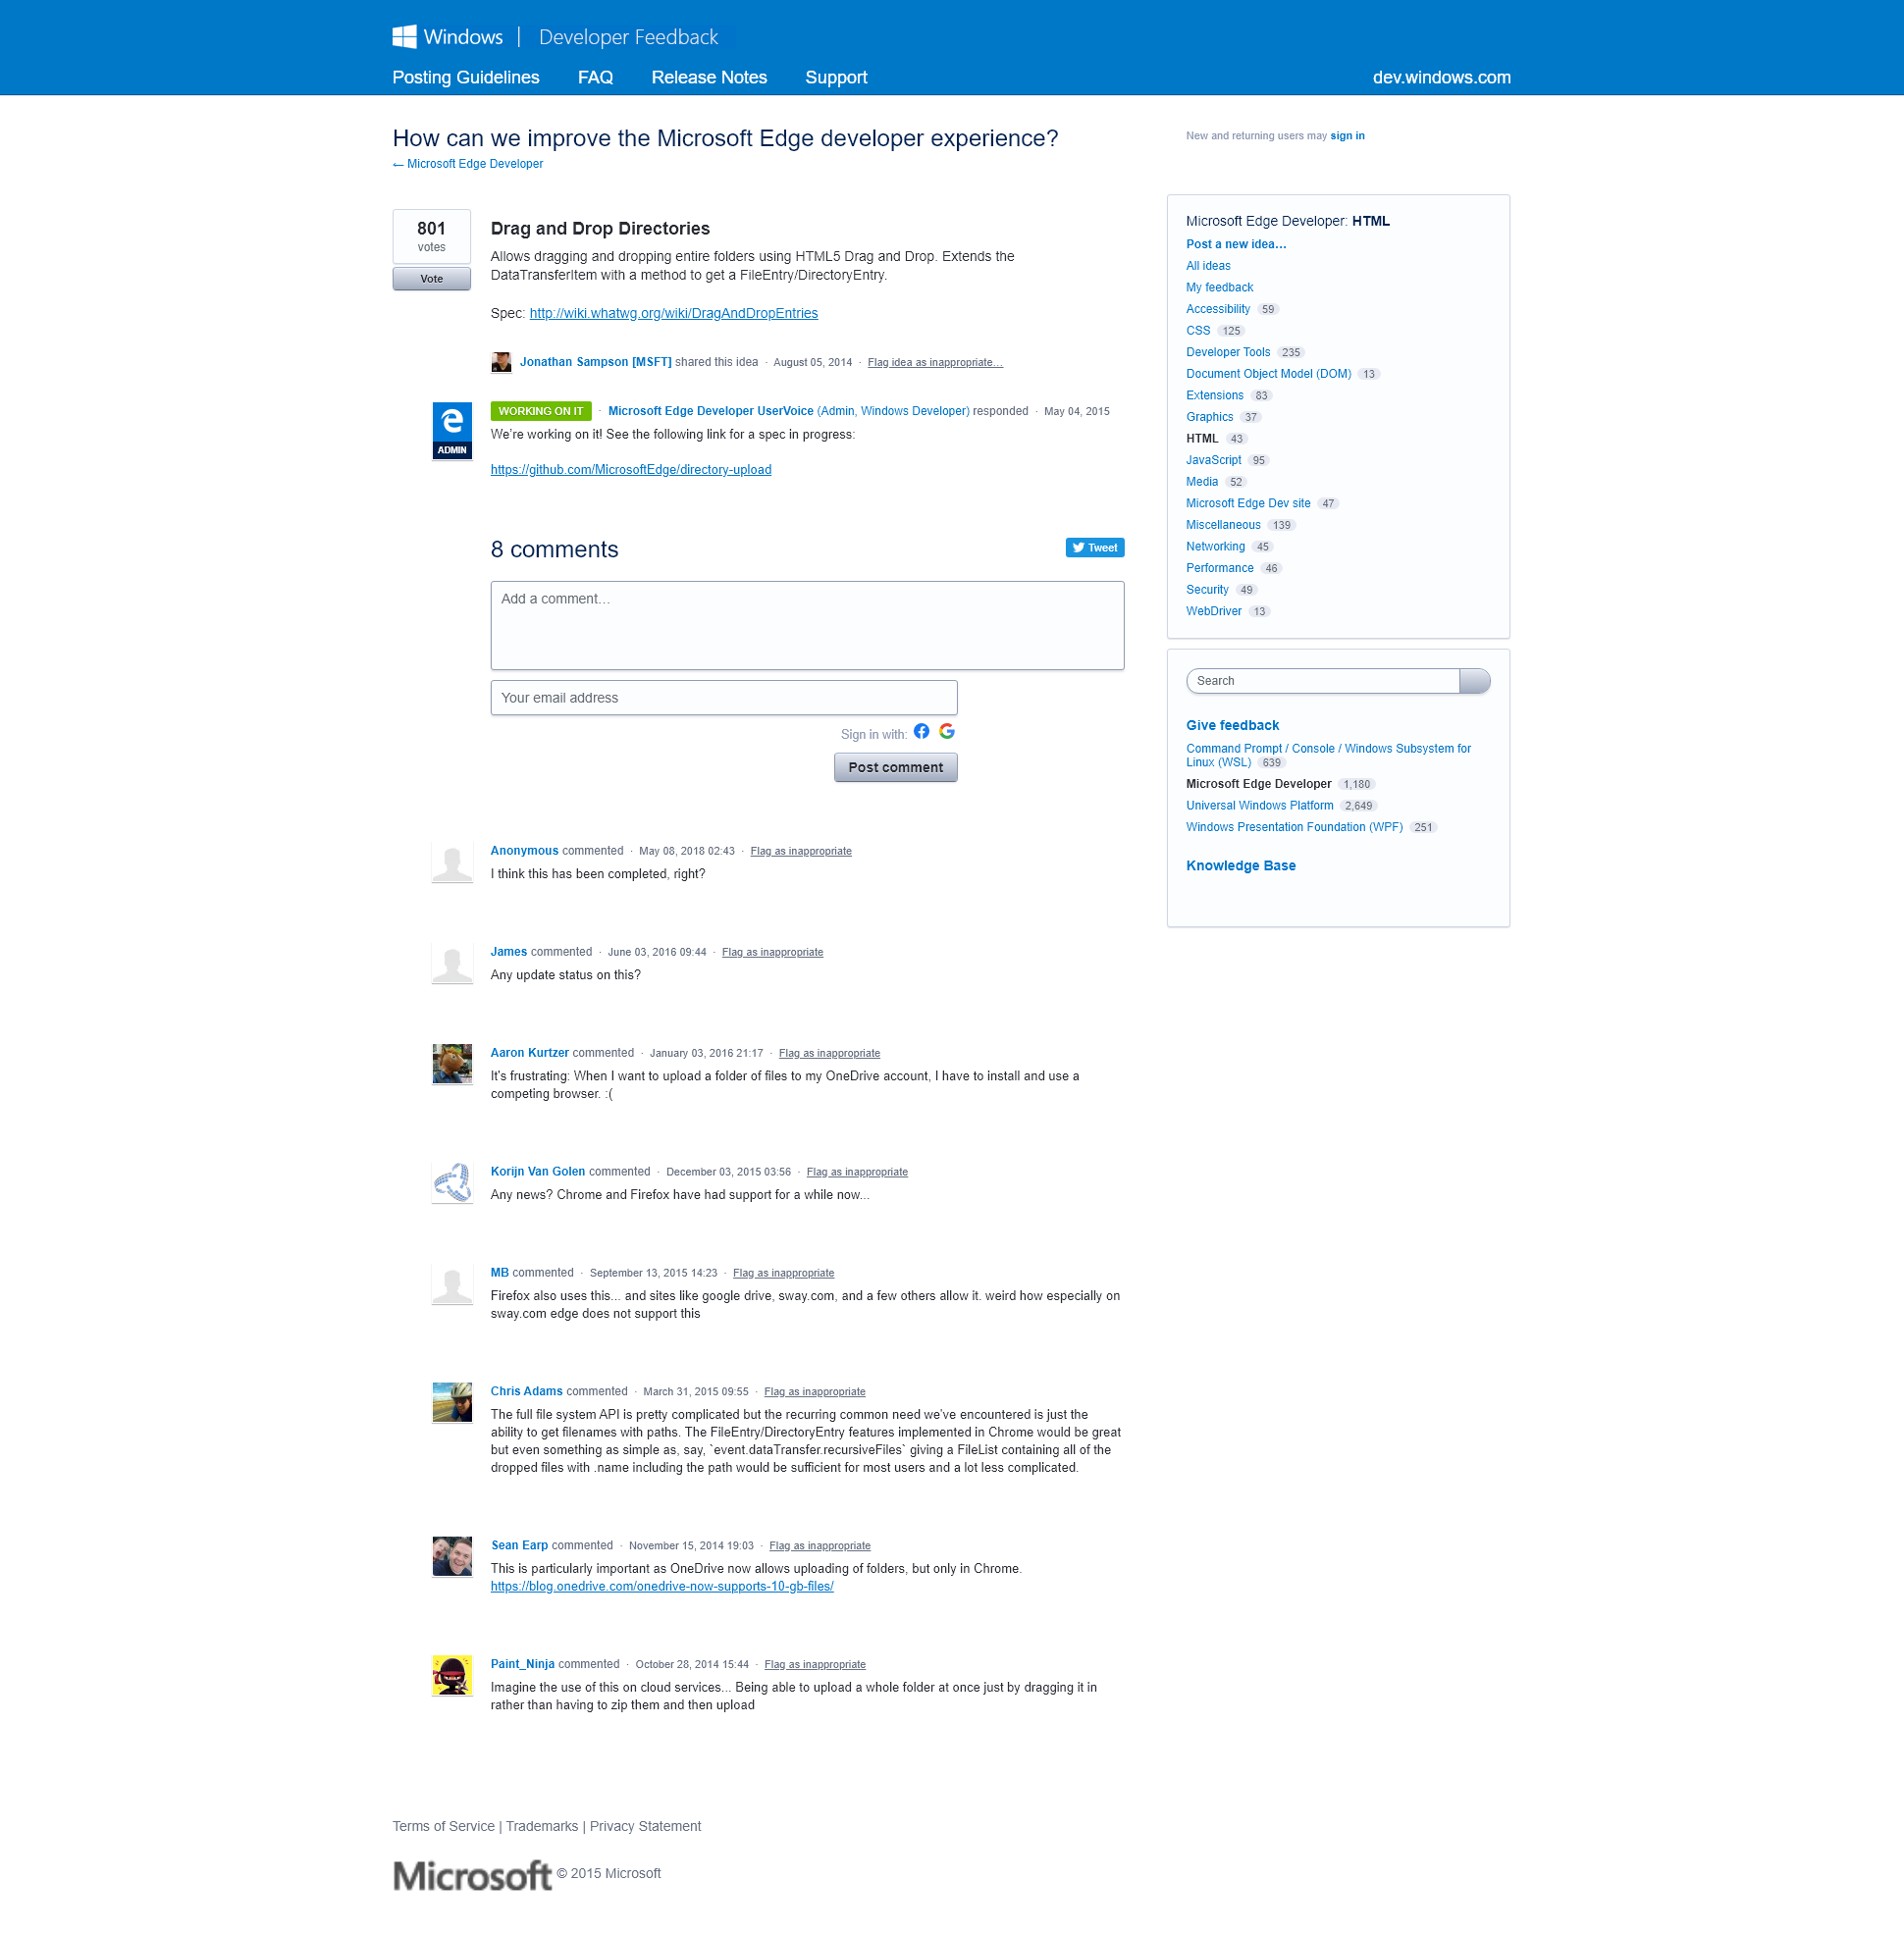 Windows | Developer Feedback
Posting Guidelines FAQ Release Notes Support dev.windows.com
How can we improve the Microsoft Edge developer experience?
← Microsoft Edge Developer
New and returning users may sign in
801
votes
Vote
Drag and Drop Directories
Allows dragging and dropping entire folders using HTML5 Drag and Drop. Extends the
DataTransferItem with a method to get a FileEntry/DirectoryEntry.
Spec: http://wiki.whatwg.org/wiki/DragAndDropEntries
Jonathan Sampson [MSFT] shared this idea · August 05, 2014 · Flag idea as inappropriate…
ADMIN
WORKING ON IT · Microsoft Edge Developer UserVoice (Admin, Windows Developer) responded · May 04, 2015
We're working on it! See the following link for a spec in progress:
https://github.com/MicrosoftEdge/directory-upload
8 comments
Tweet
Add a comment…
Your email address
Sign in with:
Post comment
Anonymous commented · May 08, 2018 02:43 · Flag as inappropriate
I think this has been completed, right?
James commented · June 03, 2016 09:44 · Flag as inappropriate
Any update status on this?
Aaron Kurtzer commented · January 03, 2016 21:17 · Flag as inappropriate
It's frustrating: When I want to upload a folder of files to my OneDrive account, I have to install and use a
competing browser. :(
Korijn Van Golen commented · December 03, 2015 03:56 · Flag as inappropriate
Any news? Chrome and Firefox have had support for a while now...
MB commented · September 13, 2015 14:23 · Flag as inappropriate
Firefox also uses this... and sites like google drive, sway.com, and a few others allow it. weird how especially on
sway.com edge does not support this
Chris Adams commented · March 31, 2015 09:55 · Flag as inappropriate
The full file system API is pretty complicated but the recurring common need we've encountered is just the
ability to get filenames with paths. The FileEntry/DirectoryEntry features implemented in Chrome would be great
but even something as simple as, say, `event.dataTransfer.recursiveFiles` giving a FileList containing all of the
dropped files with .name including the path would be sufficient for most users and a lot less complicated.
Sean Earp commented · November 15, 2014 19:03 · Flag as inappropriate
This is particularly important as OneDrive now allows uploading of folders, but only in Chrome.
https://blog.onedrive.com/onedrive-now-supports-10-gb-files/
Paint_Ninja commented · October 28, 2014 15:44 · Flag as inappropriate
Imagine the use of this on cloud services... Being able to upload a whole folder at once just by dragging it in
rather than having to zip them and then upload
Microsoft Edge Developer: HTML
Post a new idea…
All ideas
My feedback
Accessibility 59
CSS 125
Developer Tools 235
Document Object Model (DOM) 13
Extensions 83
Graphics 37
HTML 43
JavaScript 95
Media 52
Microsoft Edge Dev site 47
Miscellaneous 139
Networking 45
Performance 46
Security 49
WebDriver 13
Search
Give feedback
Command Prompt / Console / Windows Subsystem for
Linux (WSL) 639
Microsoft Edge Developer 1,180
Universal Windows Platform 2,649
Windows Presentation Foundation (WPF) 251
Knowledge Base
Terms of Service | Trademarks | Privacy Statement
Microsoft © 2015 Microsoft